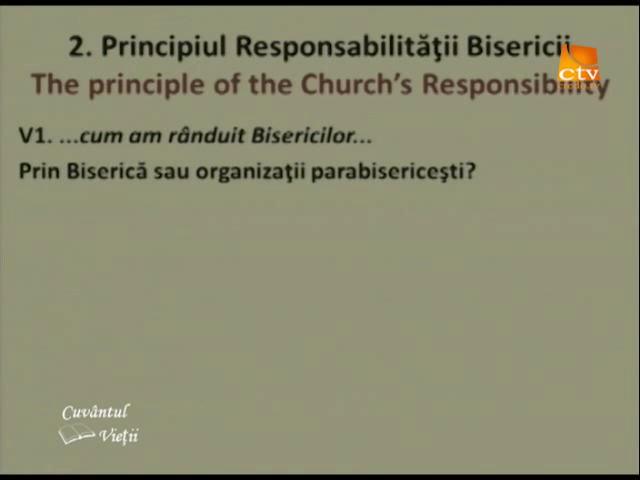 2. Principiul Responsabilităţii Bisericii
The principle of the Church's Responsibility
V1. ...cum am rânduit Bisericilor...
Prin Biserică sau organizaţii parabisericeşti?
ctv
Cuvântul
Vieții